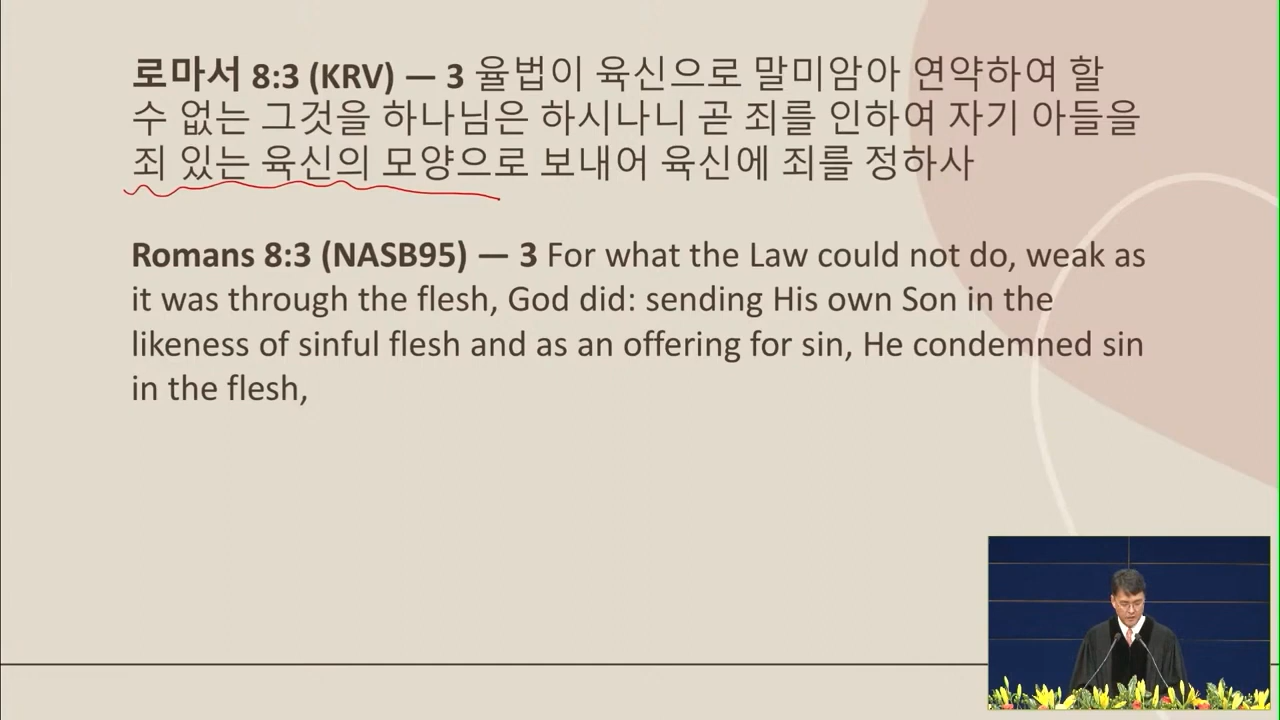 로마서 8:3 (KRV) — 3 율법이 육신으로 말미암아 연약하여 할
수 없는 그것을 하나님은 하시나니 곧 죄를 인하여 자기 아들을
죄 있는 육신의 모양으로 보내어 육신에 죄를 정하사
Romans 8:3 (NASB95) — 3 For what the Law could not do, weak as
it was through the flesh, God did: sending His own Son in the
likeness of sinful flesh and as an offering for sin, He condemned sin
in the flesh,